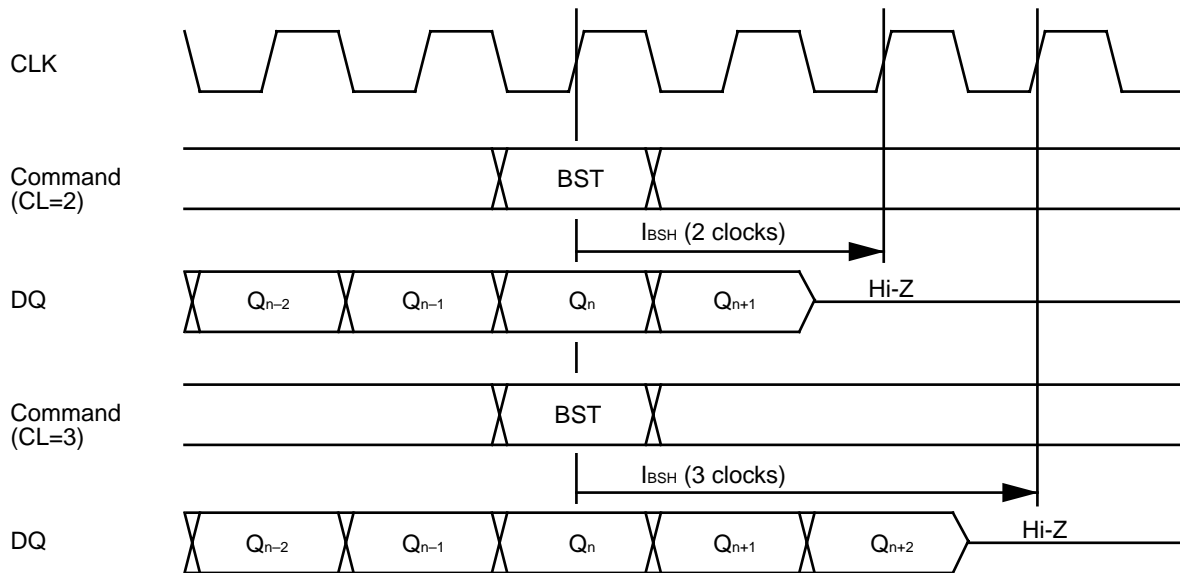 CLK
Command
(CL=2)
BST
IBSH (2 clocks)
DQ
Qn–2 Qn–1 Qn Qn+1 Hi-Z
Command
(CL=3)
BST
IBSH (3 clocks)
DQ
Qn–2 Qn–1 Qn Qn+1 Qn+2 Hi-Z